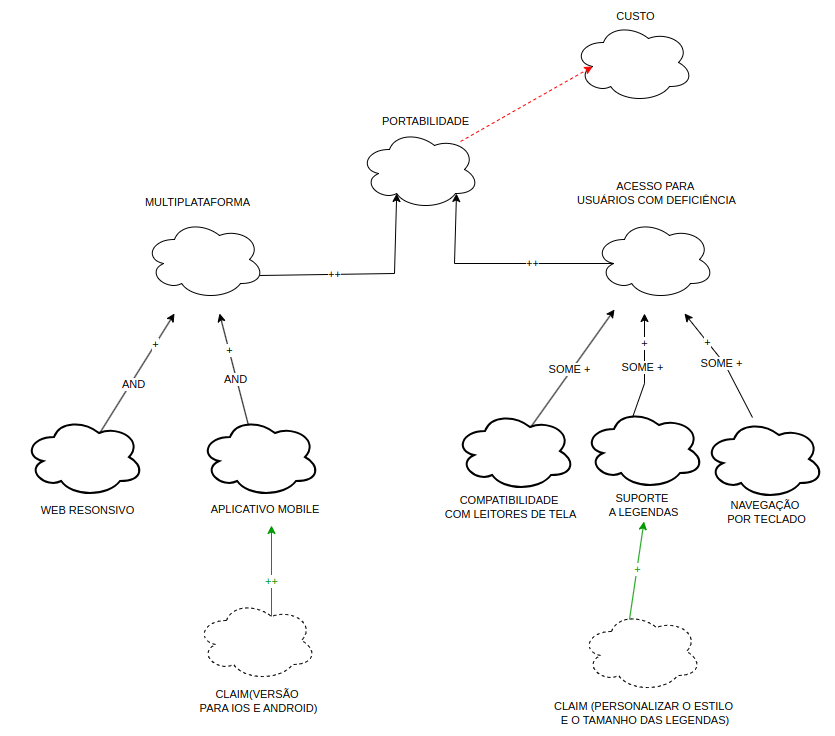 CUSTO
PORTABILIDADE
ACESSO PARA
USUÁRIOS COM DEFICIÊNCIA
MULTIPLATAFORMA
++
++
+
+
+
+
+
AND
AND
SOME +
SOME +
SOME +
WEB RESONSIVO
APLICATIVO MOBILE
COMPATIBILIDADE
COM LEITORES DE TELA
SUPORTE
A LEGENDAS
NAVEGAÇÃO
POR TECLADO
++
+
CLAIM(VERSÃO
PARA IOS E ANDROID)
CLAIM (PERSONALIZAR O ESTILO
E O TAMANHO DAS LEGENDAS)